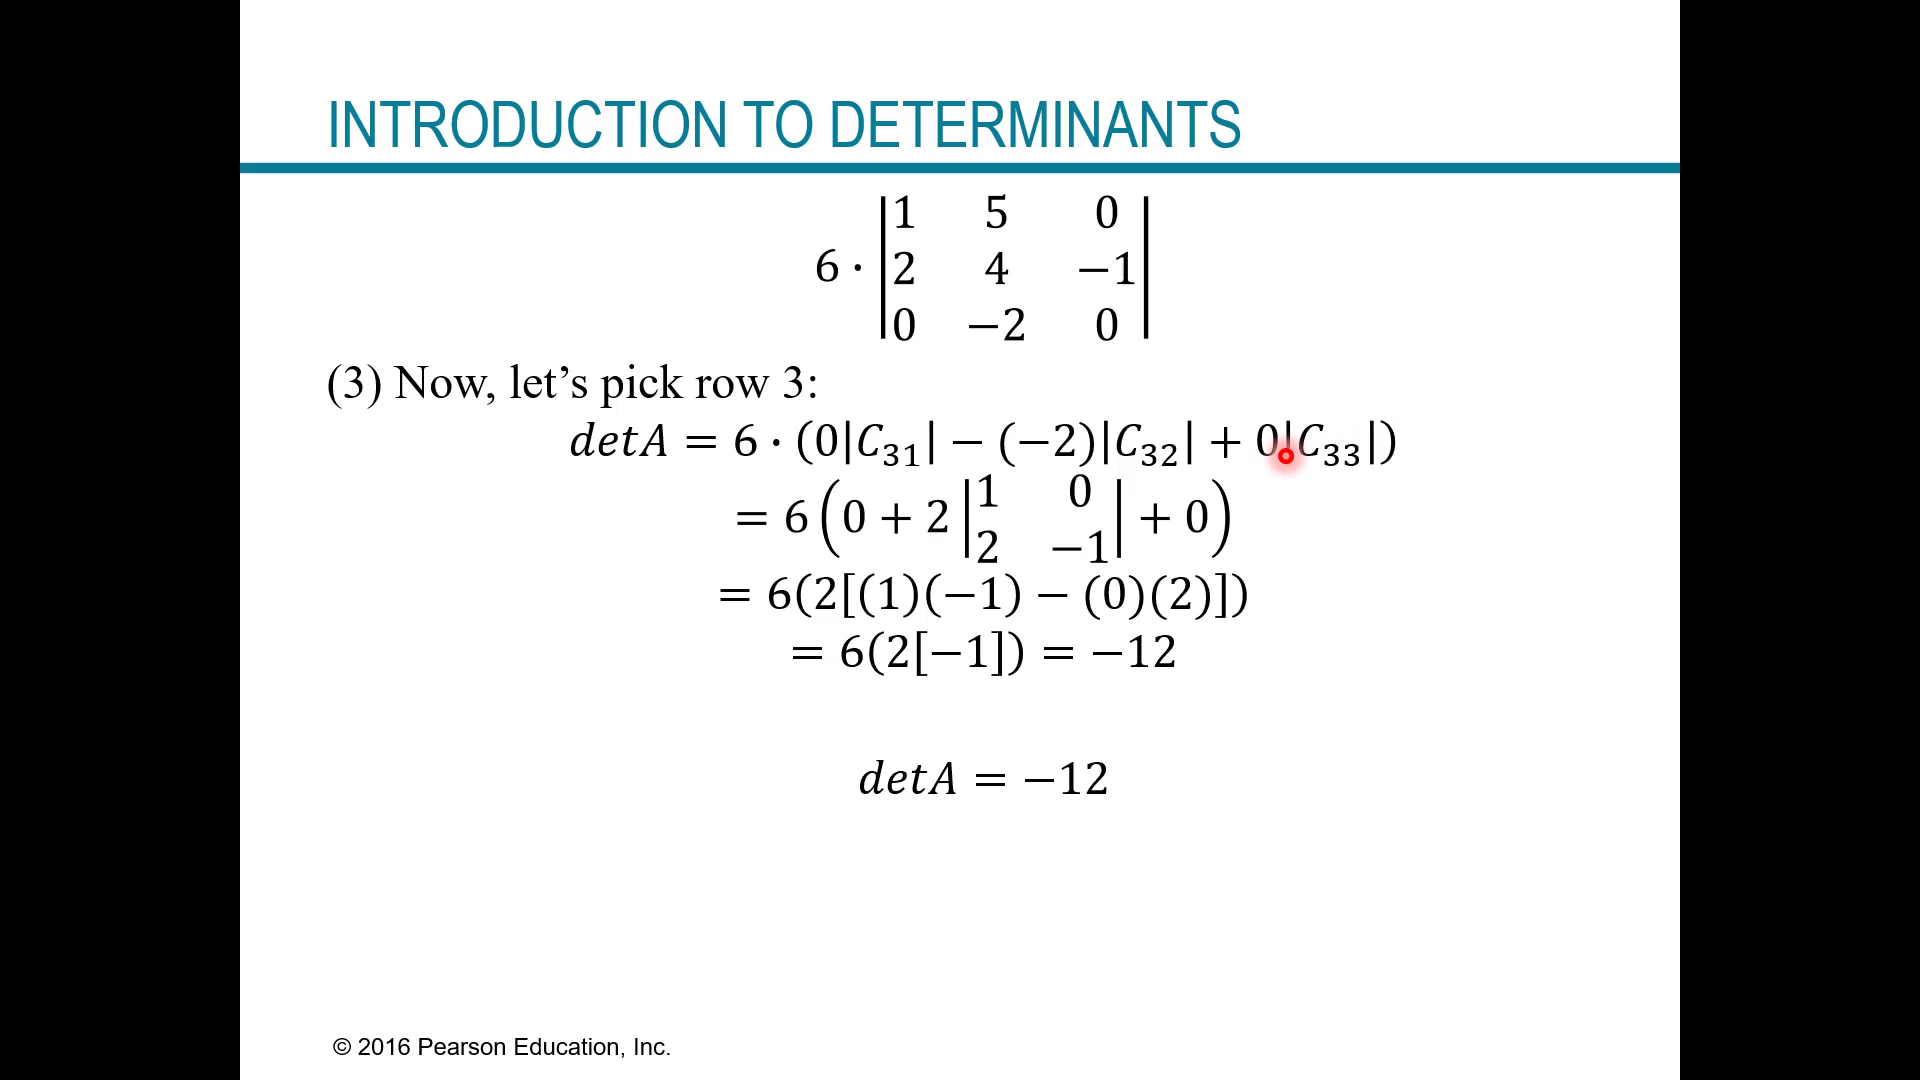 INTRODUCTION TO DETERMINANTS
6 · |1 5 0|
|2 4 −1|
|0 −2 0|
(3) Now, let’s pick row 3:
detA = 6 · (0|C₃₁| − (−2)|C₃₂| + 0|C₃₃|)
= 6(0 + 2|1 0|
|2 −1| + 0)
= 6(2[(1)(−1) − (0)(2)])
= 6(2[−1]) = −12
detA = −12
© 2016 Pearson Education, Inc.